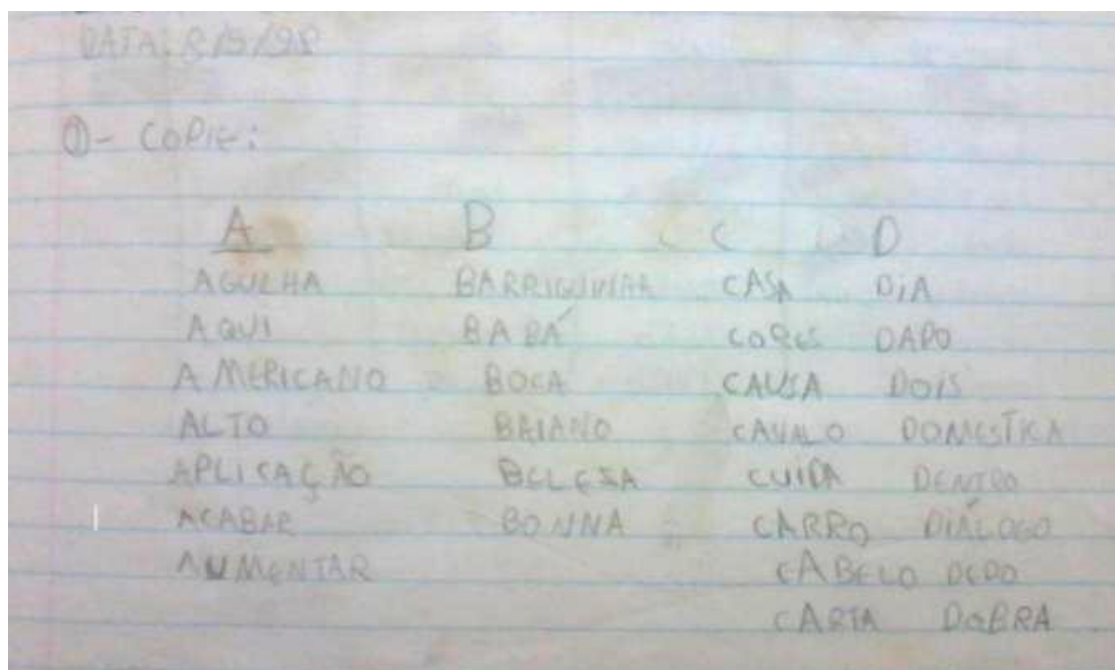 DATA: 8/5/98
①- COPIE:
A B C D
AGULHA BARRIGUINHA CASA DIA
AQUI BABÁ CORES DADO
AMERICANO BOCA CAUSA DOIS
ALTO BAIANO CAVALO DOMESTICA
APLICAÇÃO BELESA CUIDA DENTRO
ACABAR BONNA CARRO DIÁLOGO
AUMENTAR CABELO DEDO
CARTA DOBRA